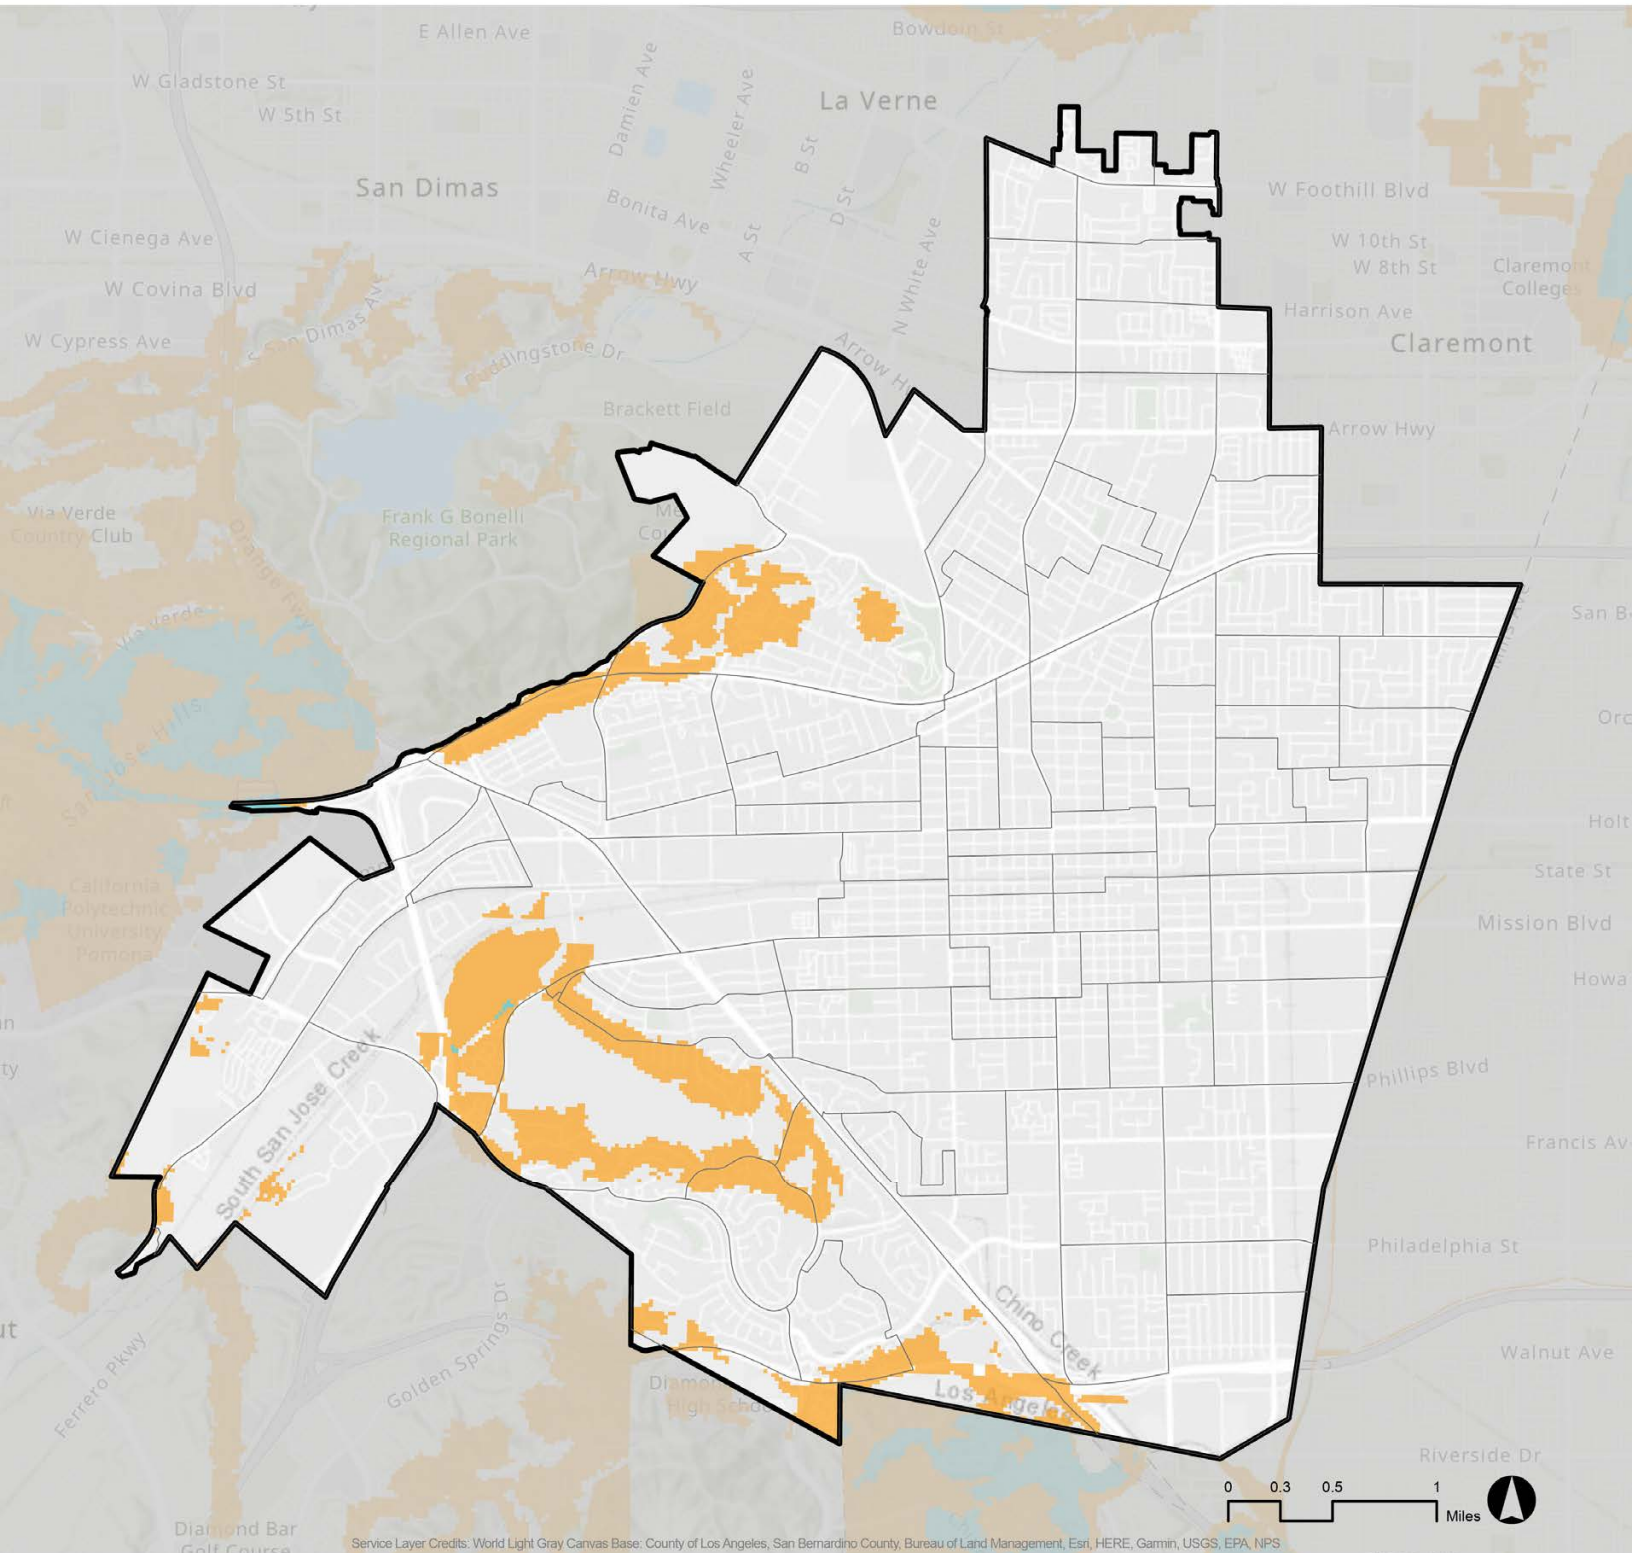 E Allen Ave
Bowdoin St
W Gladstone St
W 5th St
Damien Ave
Wheeler Ave
La Verne
B St
San Dimas
W Foothill Blvd
Bonita Ave
D St
A St
W Cienega Ave
W 10th St
W 8th St
Claremont
Colleges
Arrow Hwy
N White Ave
W Covina Blvd
Harrison Ave
S San Dimas Ave
W Cypress Ave
Puddingstone Dr
Claremont
Brackett Field
Arrow Hwy
Via Verde
Country Club
Frank G Bonelli
Regional Park
Orange Fwy
Via Verde
San Jose Hills
Holt
State St
California
Polytechnic
University
Pomona
Mission Blvd
South San Jose Creek
Phillips Blvd
Philadelphia St
Chino Creek
Golden Springs Dr
Ferrero Pkwy
Walnut Ave
Los Angeles
High School
Riverside Dr
0 0.3 0.5 1
Miles
Diamond Bar
Golf Course
Service Layer Credits: World Light Gray Canvas Base: County of Los Angeles, San Bernardino County, Bureau of Land Management, Esri, HERE, Garmin, USGS, EPA, NPS